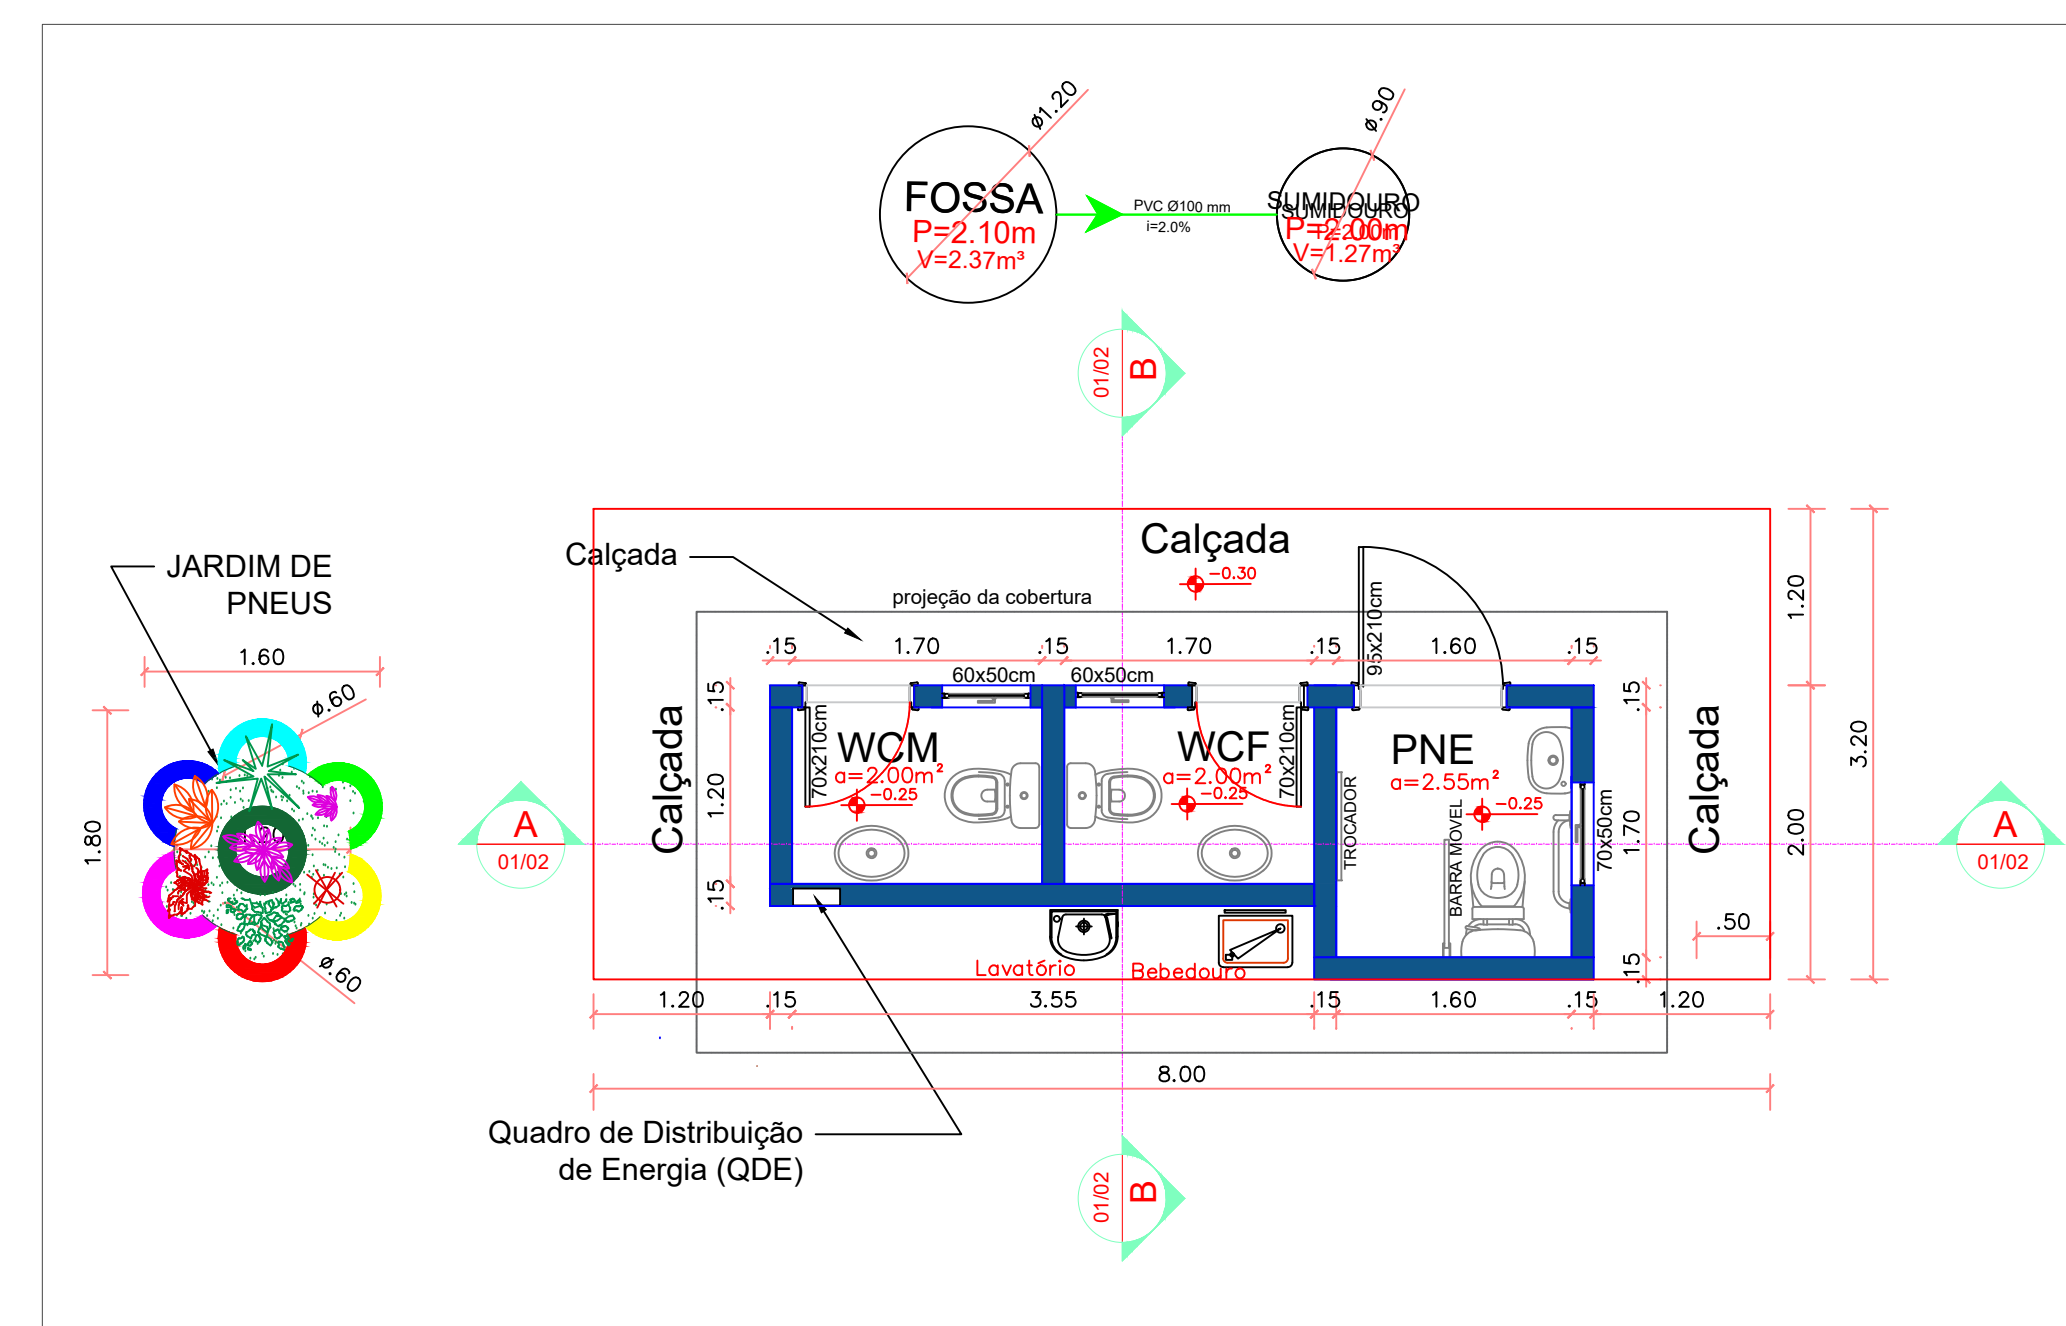 ø1.20
ø.90
FOSSA
P=2.10m
V=2.37m³
PVC Ø100 mm
i=2.0%
SUMIDOURO
SUMIDOURO
P=2.00m
P=2.00m
V=1.27m³
01/02
B
Calçada
Calçada
-0.30
JARDIM DE
PNEUS
projeção da cobertura
1.20
3.20
2.00
95x210cm
.15
1.70
.15
1.70
.15
1.60
.15
60x50cm
60x50cm
1.60
ø.60
1.80
ø.60
.15
1.20
.15
Calçada
70x210cm
WCM
a=2.00m²
-0.25
WCF
a=2.00m²
-0.25
70x210cm
PNE
a=2.55m²
-0.25
TROCADOR
BARRA MOVEL
70x50cm
.15
1.70
.15
Calçada
A
01/02
A
01/02
.50
Lavatório
Bebedouro
1.20
.15
3.55
.15
1.60
.15
1.20
8.00
Quadro de Distribuição
de Energia (QDE)
01/02
B